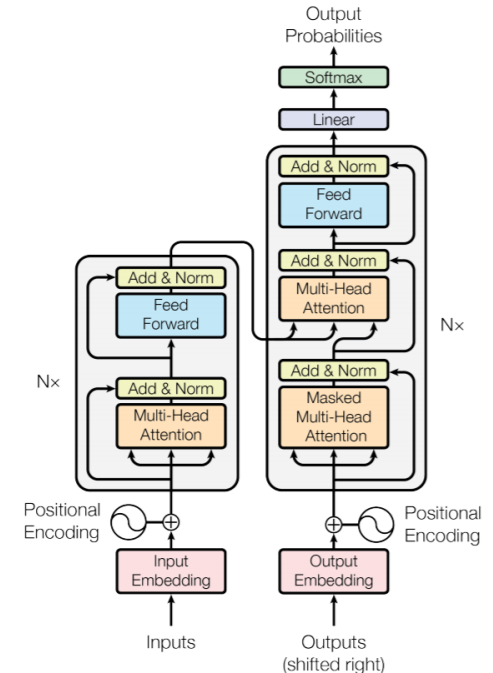 Output
Probabilities
Softmax
Linear
Add & Norm
Feed
Forward
Add & Norm
Multi-Head
Attention
Add & Norm
Masked
Multi-Head
Attention
N×
Add & Norm
Feed
Forward
Add & Norm
Multi-Head
Attention
N×
Positional
Encoding
Positional
Encoding
Input
Embedding
Output
Embedding
Inputs
Outputs
(shifted right)